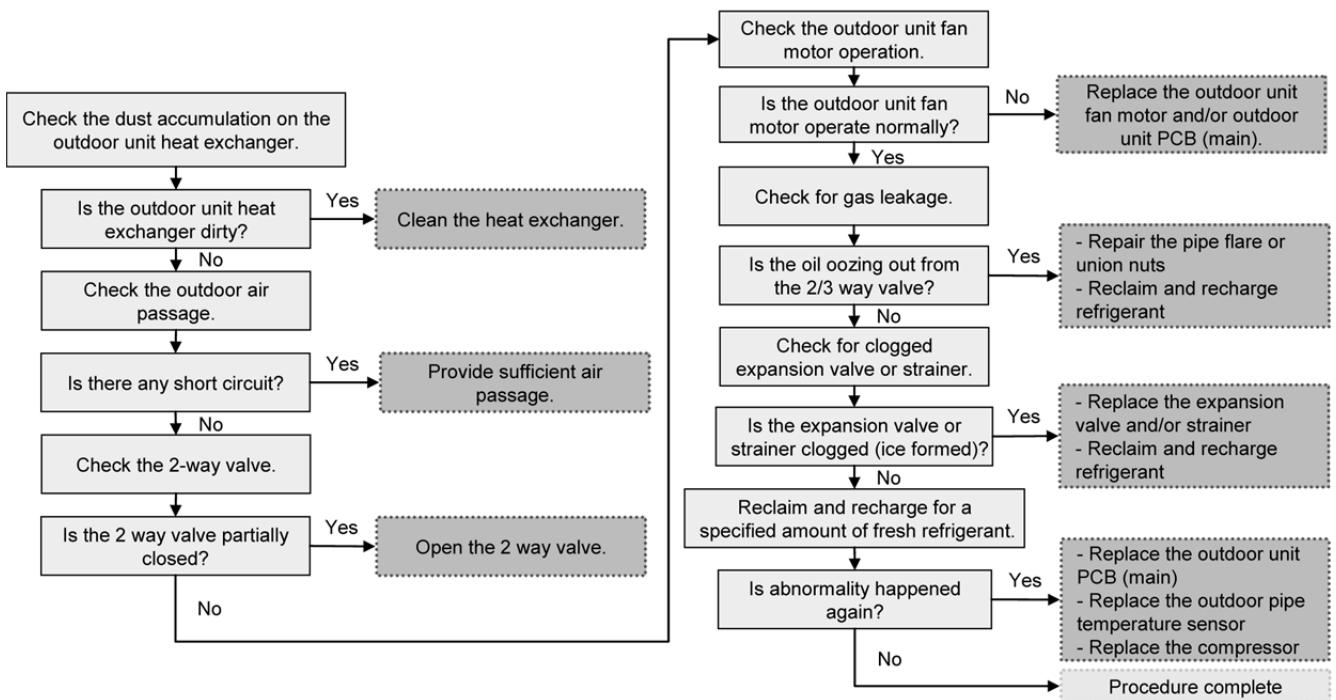 Check the dust accumulation on the
outdoor unit heat exchanger.
Is the outdoor unit heat
exchanger dirty?
Yes
Clean the heat exchanger.
No
Check the outdoor air
passage.
Is there any short circuit?
Yes
Provide sufficient air
passage.
No
Check the 2-way valve.
Is the 2 way valve partially
closed?
Yes
Open the 2 way valve.
No
Check the outdoor unit fan
motor operation.
Is the outdoor unit fan
motor operate normally?
No
Replace the outdoor unit
fan motor and/or outdoor
unit PCB (main).
Yes
Check for gas leakage.
Is the oil oozing out from
the 2/3 way valve?
Yes
- Repair the pipe flare or
union nuts
- Reclaim and recharge
refrigerant
No
Check for clogged
expansion valve or strainer.
Is the expansion valve or
strainer clogged (ice formed)?
Yes
- Replace the expansion
valve and/or strainer
- Reclaim and recharge
refrigerant
No
Reclaim and recharge for a
specified amount of fresh refrigerant.
Is abnormality happened
again?
Yes
- Replace the outdoor unit
PCB (main)
- Replace the outdoor pipe
temperature sensor
- Replace the compressor
No
Procedure complete